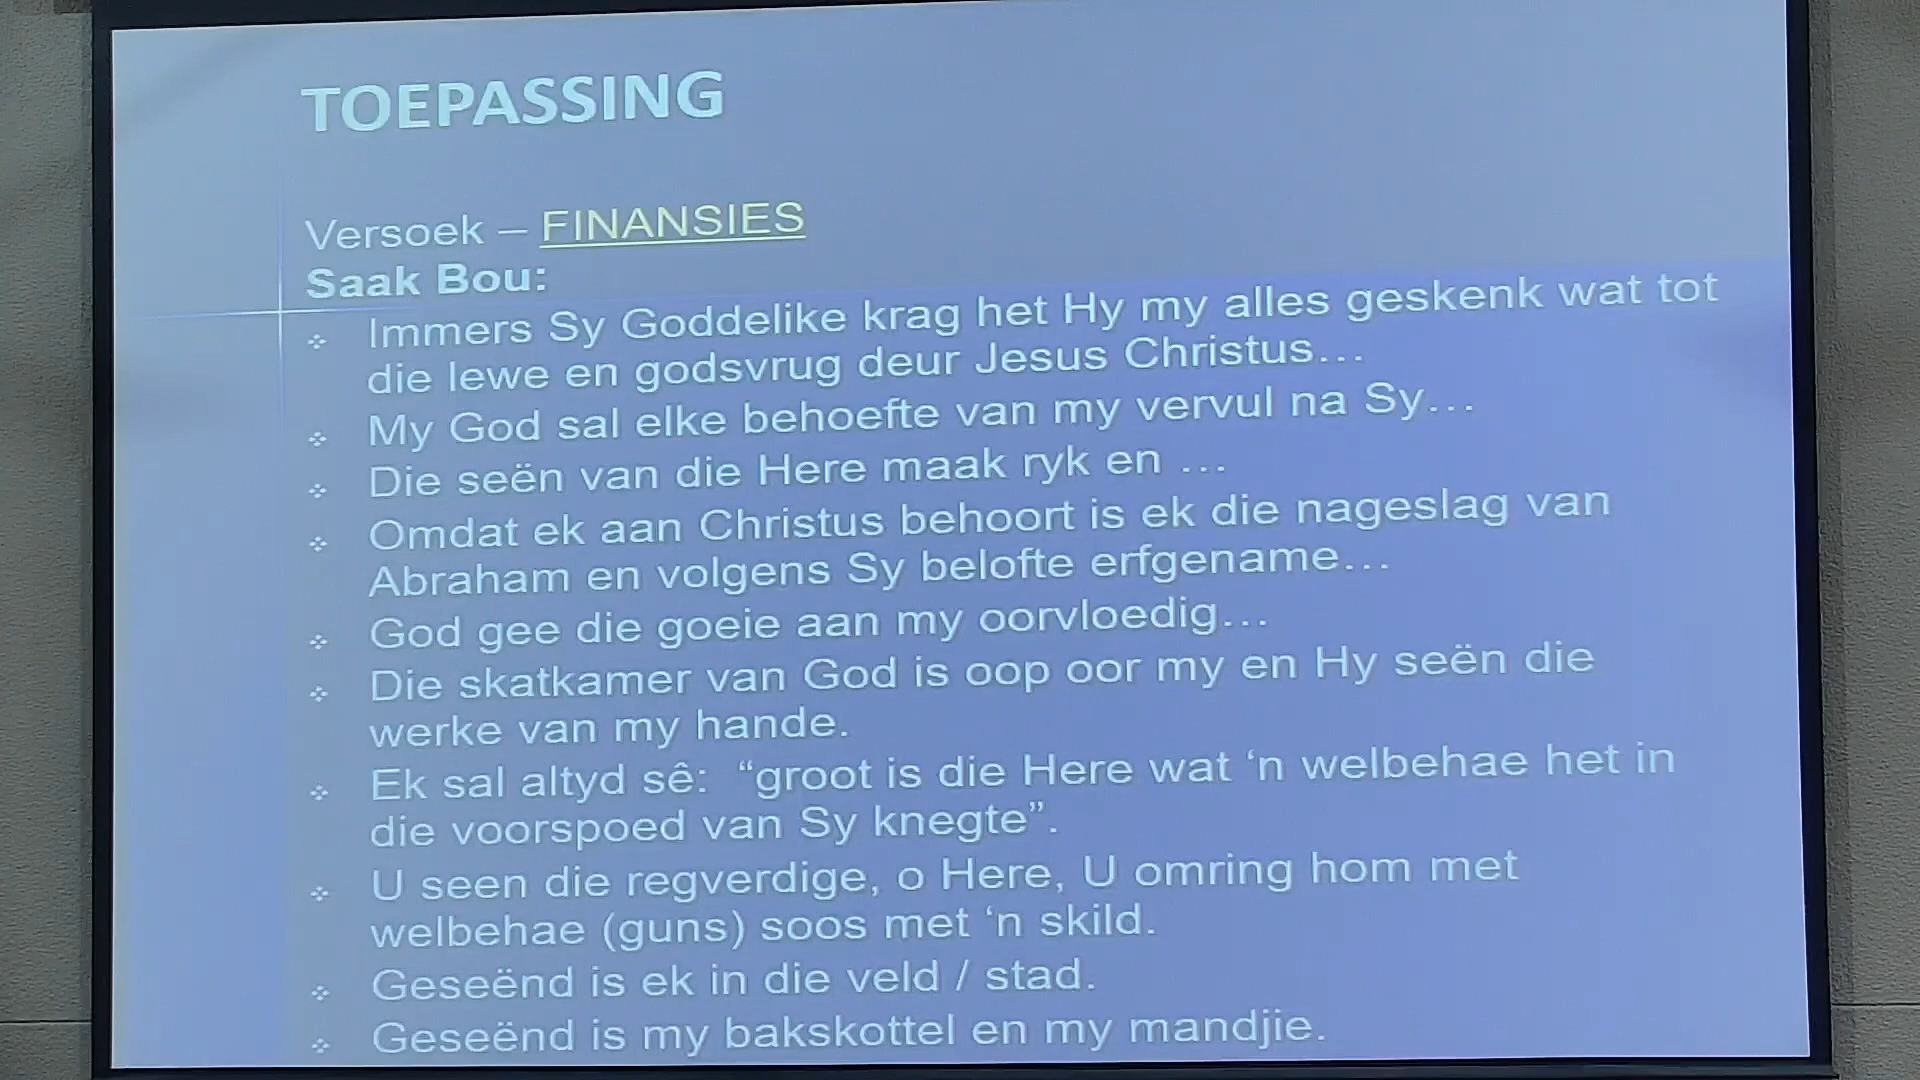 TOEPASSING
Versoek – FINANSIES
Saak Bou:
Immers Sy Goddelike krag het Hy my alles geskenk wat tot
die lewe en godsvrug deur Jesus Christus...
My God sal elke behoefte van my vervul na Sy...
Die seën van die Here maak ryk en ...
Omdat ek aan Christus behoort is ek die nageslag van
Abraham en volgens Sy belofte erfgename...
God gee die goeie aan my oorvloedig...
Die skatkamer van God is oop oor my en Hy seën die
werke van my hande.
Ek sal altyd sê: “groot is die Here wat ‘n welbehae het in
die voorspoed van Sy knegte”.
U seen die regverdige, o Here, U omring hom met
welbehae (guns) soos met ‘n skild.
Geseënd is ek in die veld / stad.
Geseënd is my bakskottel en my mandjie.